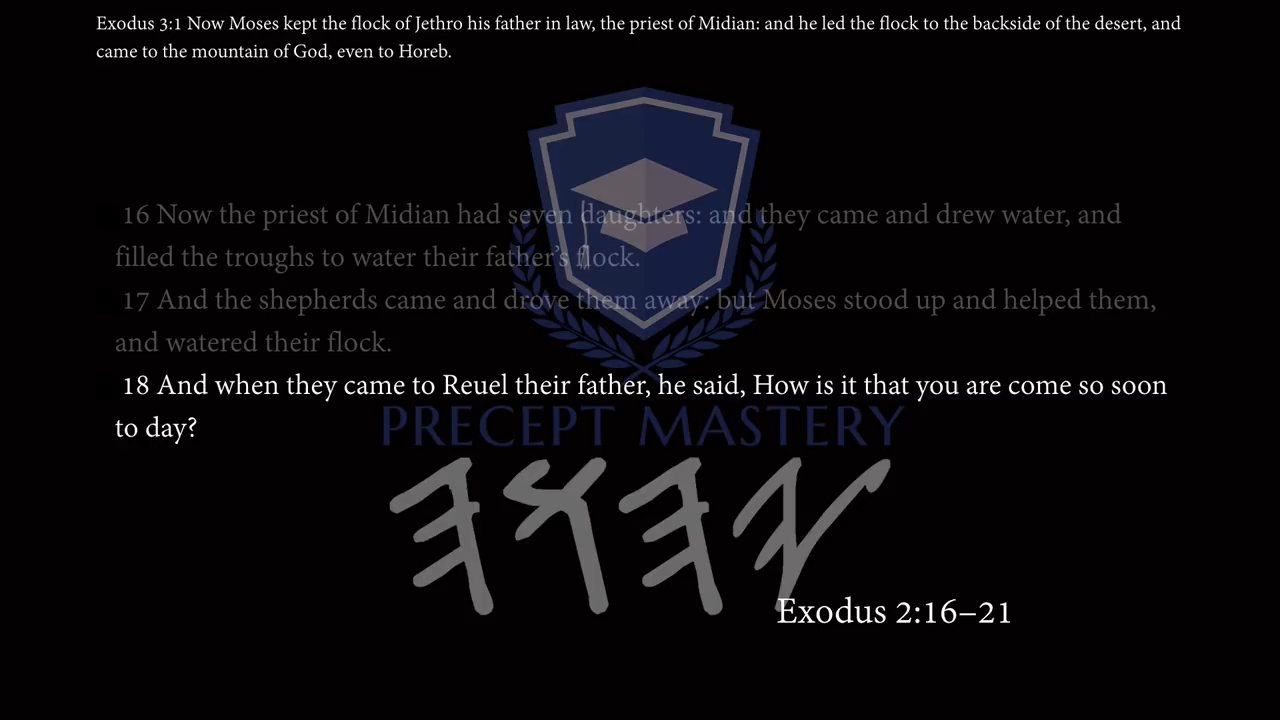 Exodus 3:1 Now Moses kept the flock of Jethro his father in law, the priest of Midian: and he led the flock to the backside of the desert, and
came to the mountain of God, even to Horeb.
16 Now the priest of Midian had seven daughters: and they came and drew water, and
filled the troughs to water their father's flock.
17 And the shepherds came and drove them away: but Moses stood up and helped them,
and watered their flock.
18 And when they came to Reuel their father, he said, How is it that you are come so soon
to day?
PRECEPT MASTERY
𐤉𐤄𐤅𐤄
Exodus 2:16–21